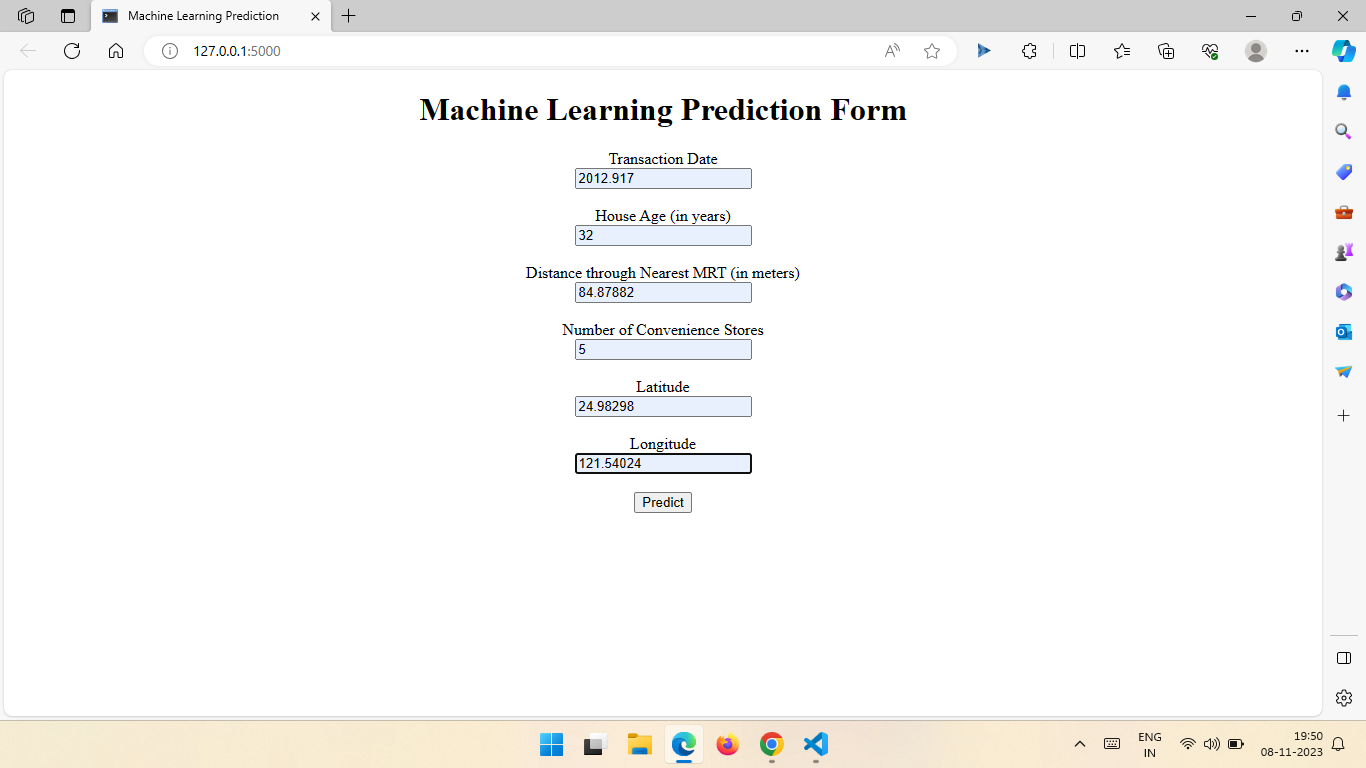 Machine Learning Prediction
127.0.0.1:5000
Machine Learning Prediction Form
Transaction Date
2012.917
House Age (in years)
32
Distance through Nearest MRT (in meters)
84.87882
Number of Convenience Stores
5
Latitude
24.98298
Longitude
121.54024
Predict
ENG
IN
19:50
08-11-2023